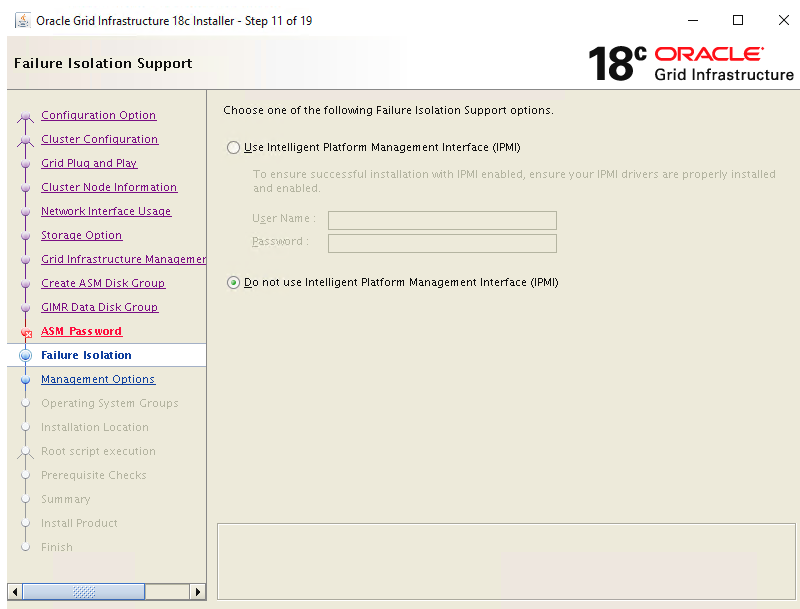 Oracle Grid Infrastructure 18c Installer - Step 11 of 19
Failure Isolation Support
18c ORACLE
Grid Infrastructure
Configuration Option
Cluster Configuration
Grid Plug and Play
Cluster Node Information
Network Interface Usage
Storage Option
Grid Infrastructure Managemer
Create ASM Disk Group
GIMR Data Disk Group
ASM Password
Failure Isolation
Management Options
Operating System Groups
Installation Location
Root script execution
Prerequisite Checks
Summary
Install Product
Finish
Choose one of the following Failure Isolation Support options.
Use Intelligent Platform Management Interface (IPMI)
To ensure successful installation with IPMI enabled, ensure your IPMI drivers are properly installed
and enabled.
User Name :
Password :
Do not use Intelligent Platform Management Interface (IPMI)